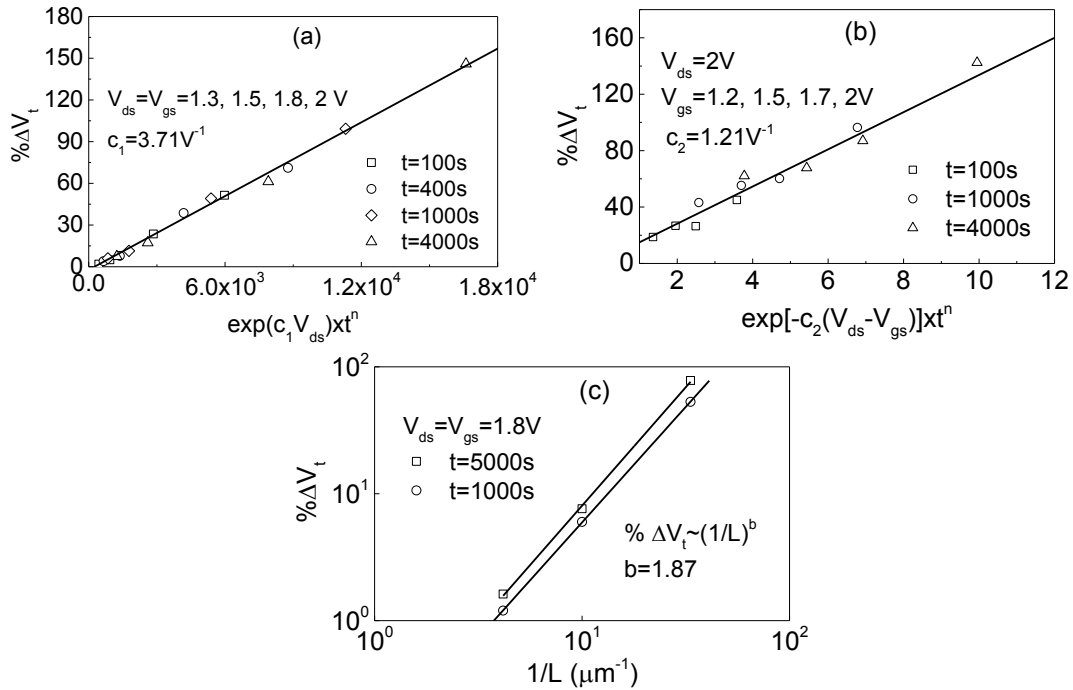 (a)
V_ds=V_gs=1.3, 1.5, 1.8, 2 V
c_1=3.71V^-1
t=100s
t=400s
t=1000s
t=4000s
%ΔV_t
180
150
120
90
60
30
0
0.0
6.0x10^3
1.2x10^4
1.8x10^4
exp(c_1V_ds)xt^n
(b)
V_ds=2V
V_gs=1.2, 1.5, 1.7, 2V
c_2=1.21V^-1
t=100s
t=1000s
t=4000s
%ΔV_t
160
120
80
40
0
2
4
6
8
10
12
exp[-c_2(V_ds-V_gs)]xt^n
(c)
V_ds=V_gs=1.8V
t=5000s
t=1000s
% ΔV_t~(1/L)^b
b=1.87
%ΔV_t
10^2
10^1
10^0
10^0
10^1
10^2
1/L (μm^-1)